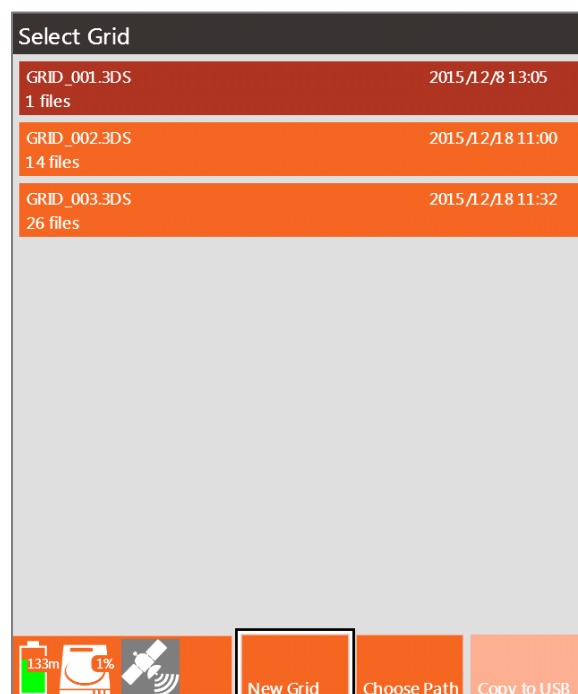 Select Grid
GRID_001.3DS 2015/12/8 13:05
1 files
GRID_002.3DS 2015/12/18 11:00
14 files
GRID_003.3DS 2015/12/18 11:32
26 files
133m 1%
New Grid Choose Path Copy to USB